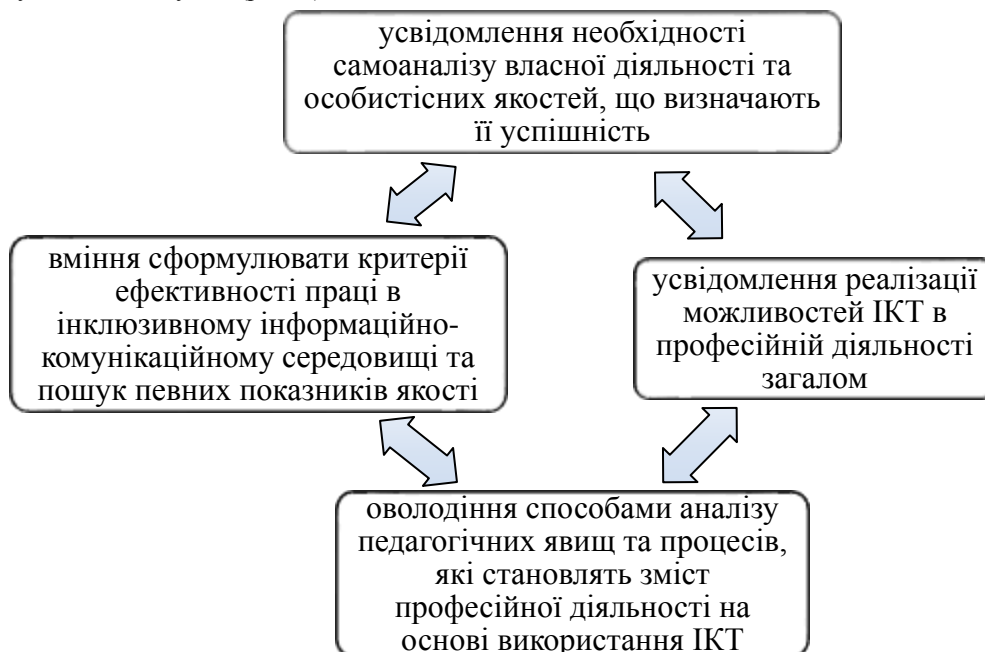 усвідомлення необхідності
самоаналізу власної діяльності та
особистісних якостей, що визначають
її успішність
вміння сформулювати критерії
ефективності праці в
інклюзивному інформаційно-
комунікаційному середовищі та
пошук певних показників якості
усвідомлення реалізації
можливостей ІКТ в
професійній діяльності
загалом
оволодіння способами аналізу
педагогічних явищ та процесів,
які становлять зміст
професійної діяльності на
основі використання ІКТ